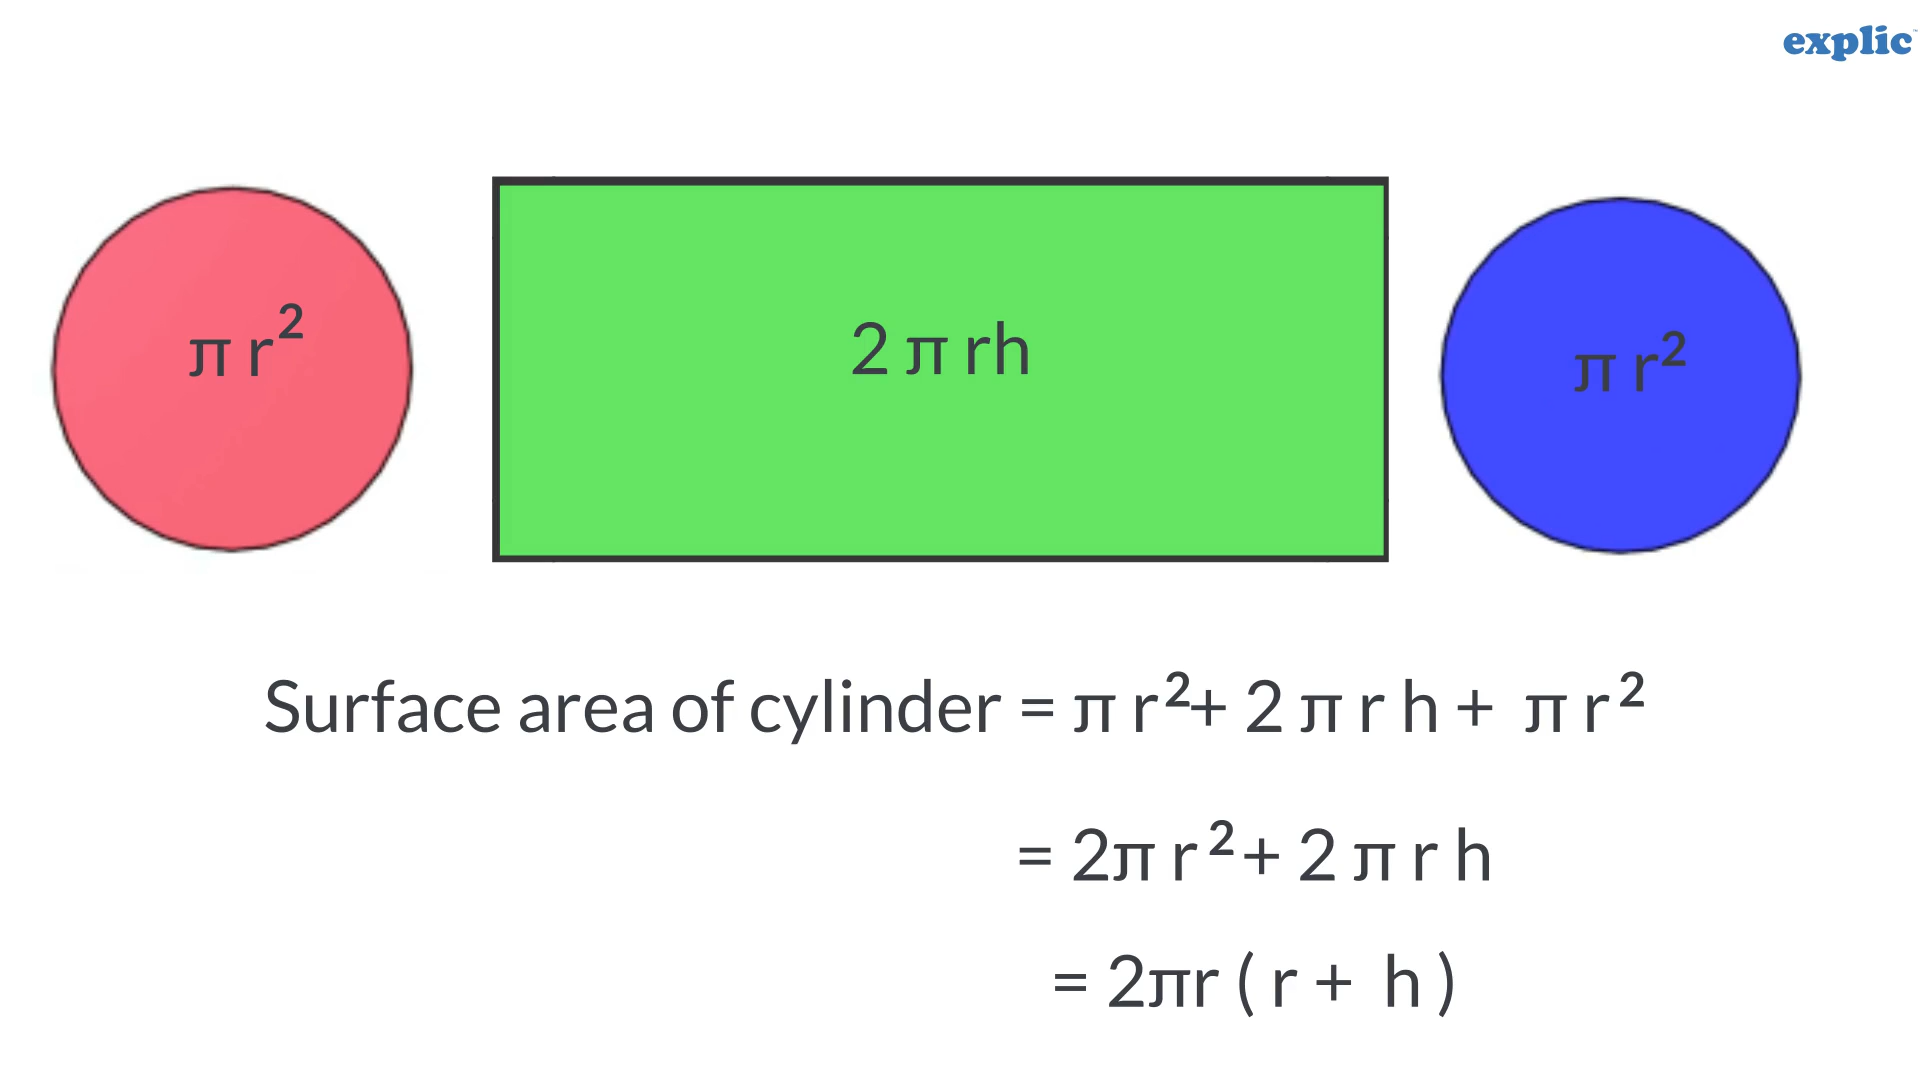 explic
π r²
2 π rh
π r²
Surface area of cylinder = π r²+ 2 π r h + π r²
= 2π r²+ 2 π r h
= 2πr ( r + h )